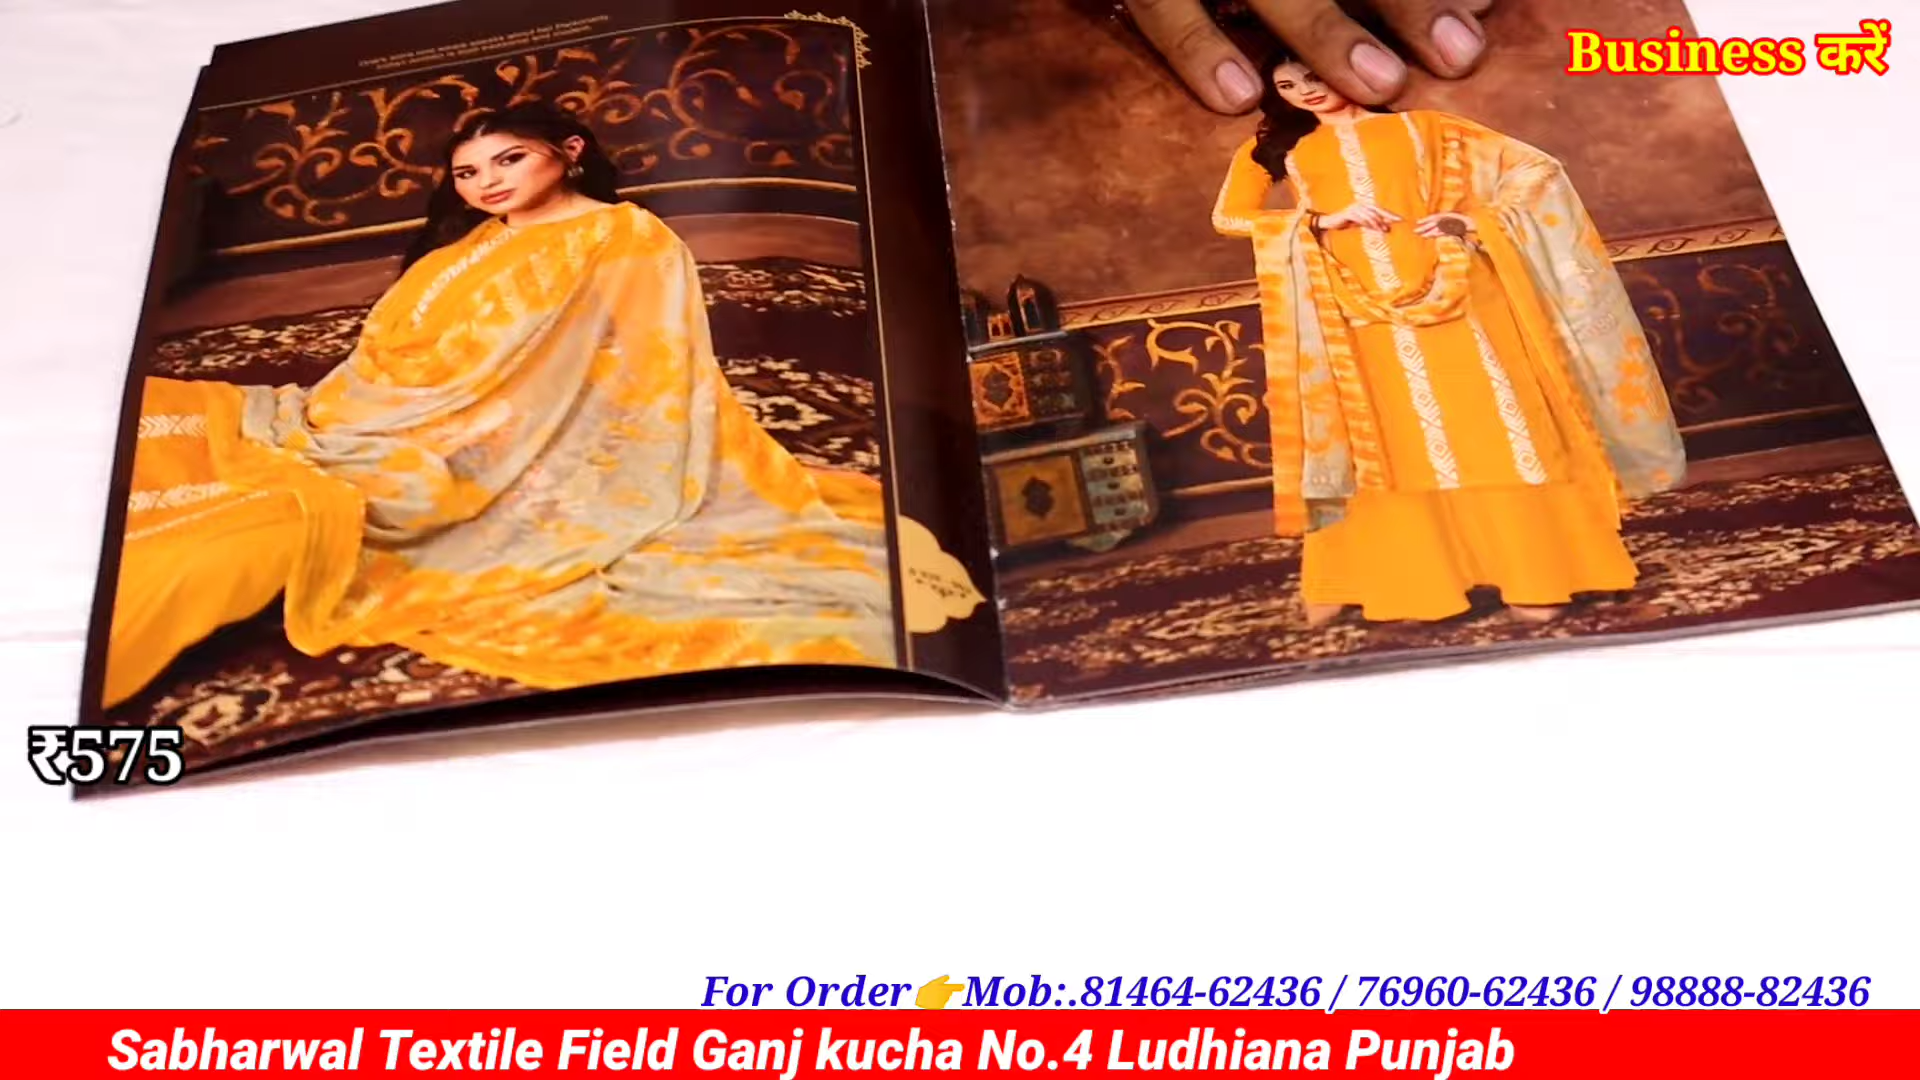 Business करें
₹575
For Order👉Mob:.81464-62436 / 76960-62436 / 98888-82436
Sabharwal Textile Field Ganj kucha No.4 Ludhiana Punjab